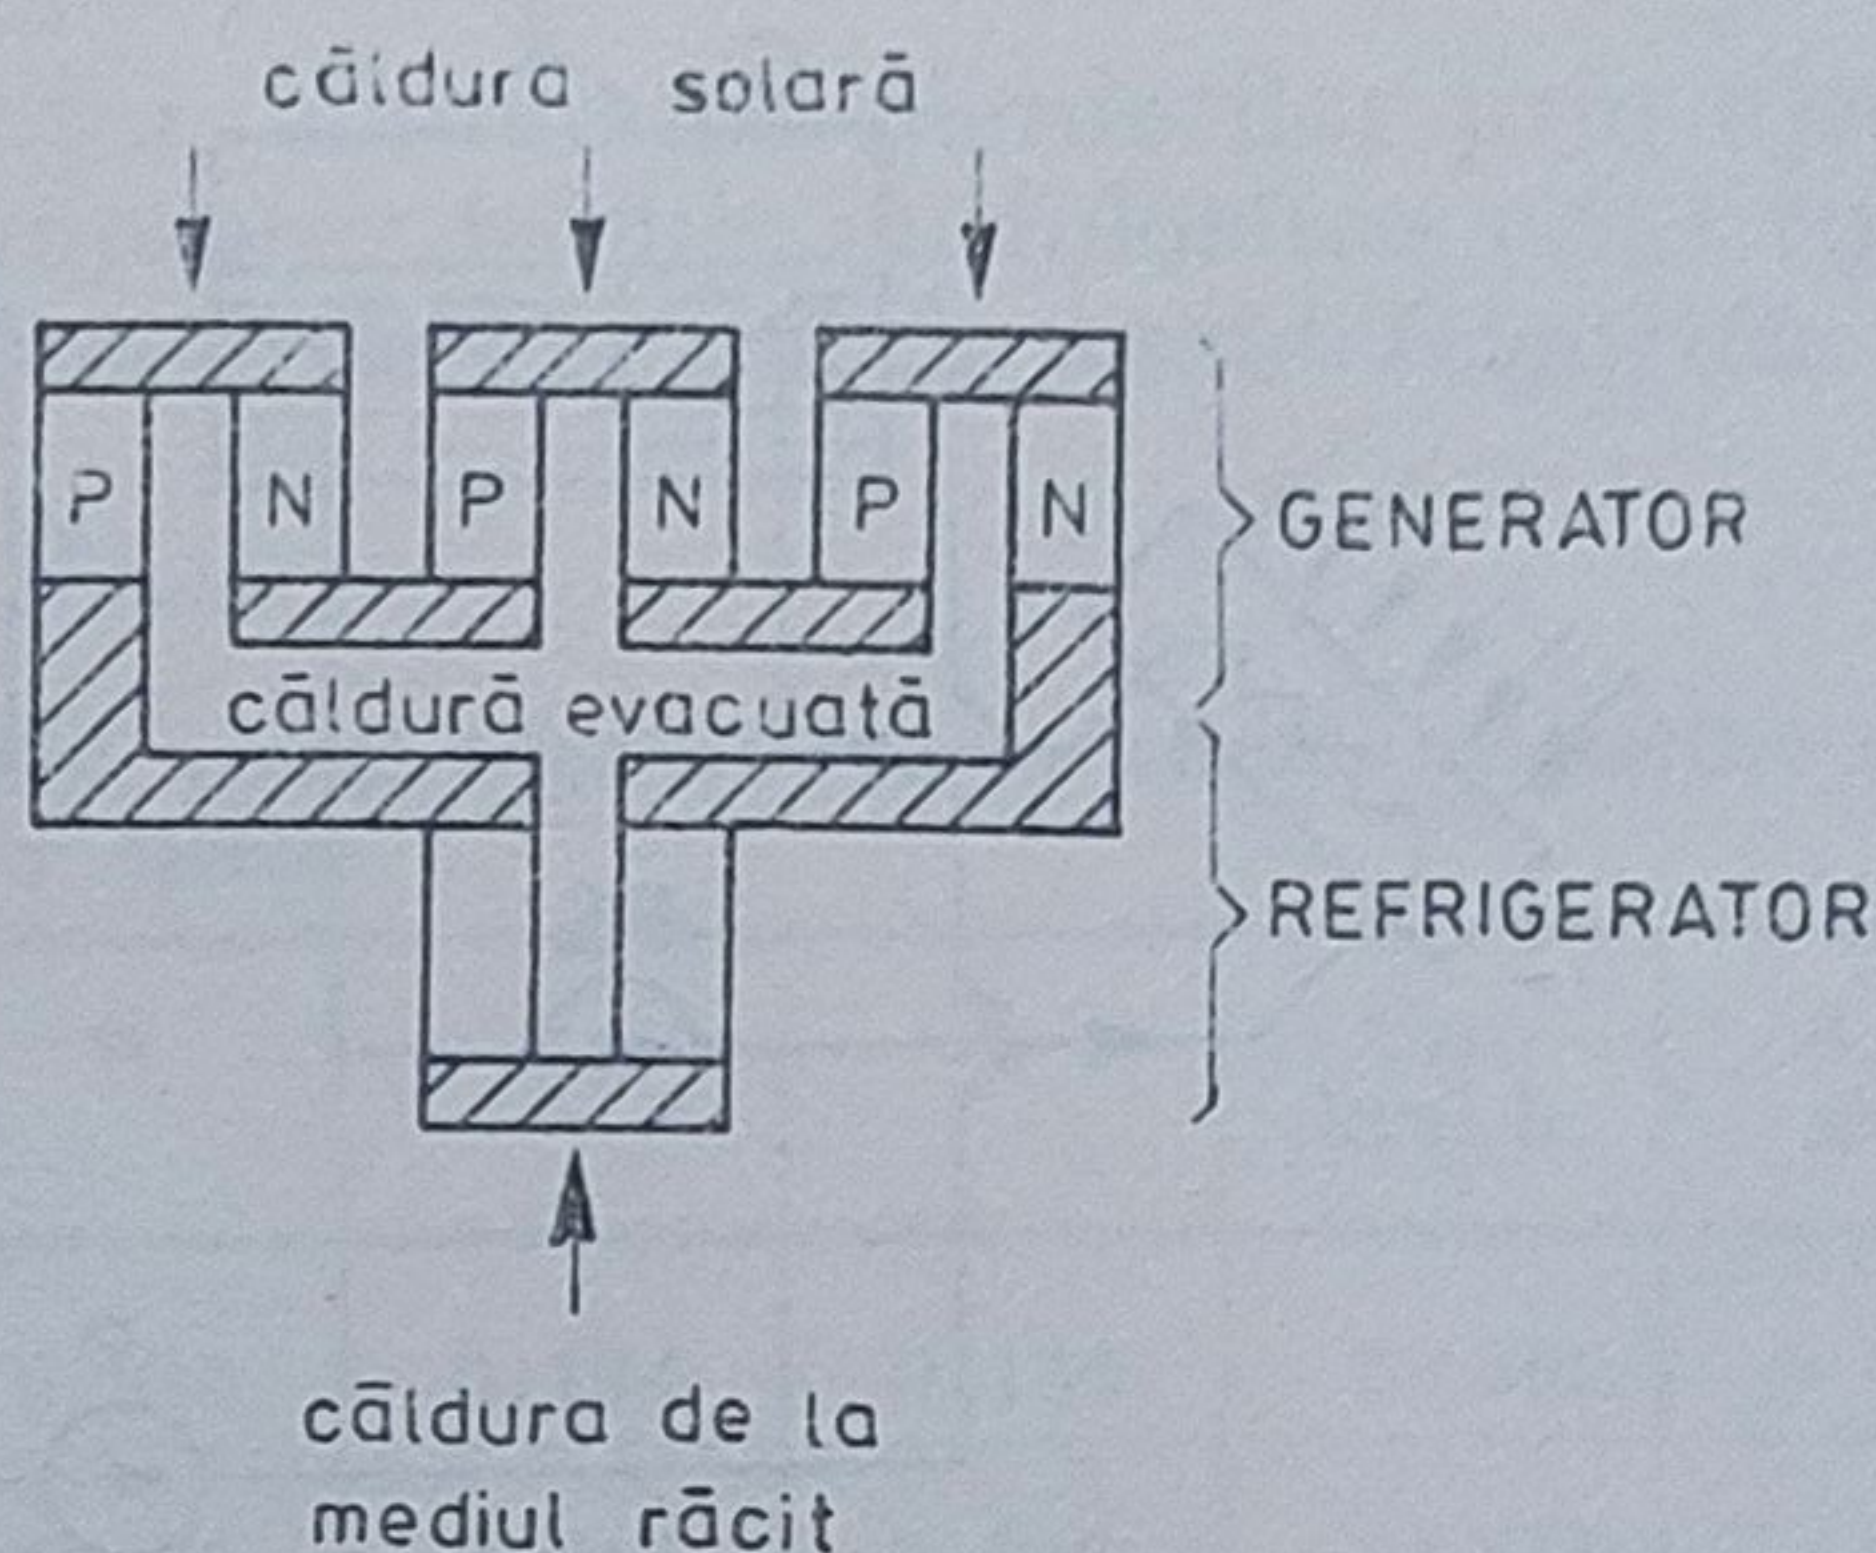 căldura solară
P N P N P N
GENERATOR
căldură evacuată
REFRIGERATOR
căldura de la
mediul răcit